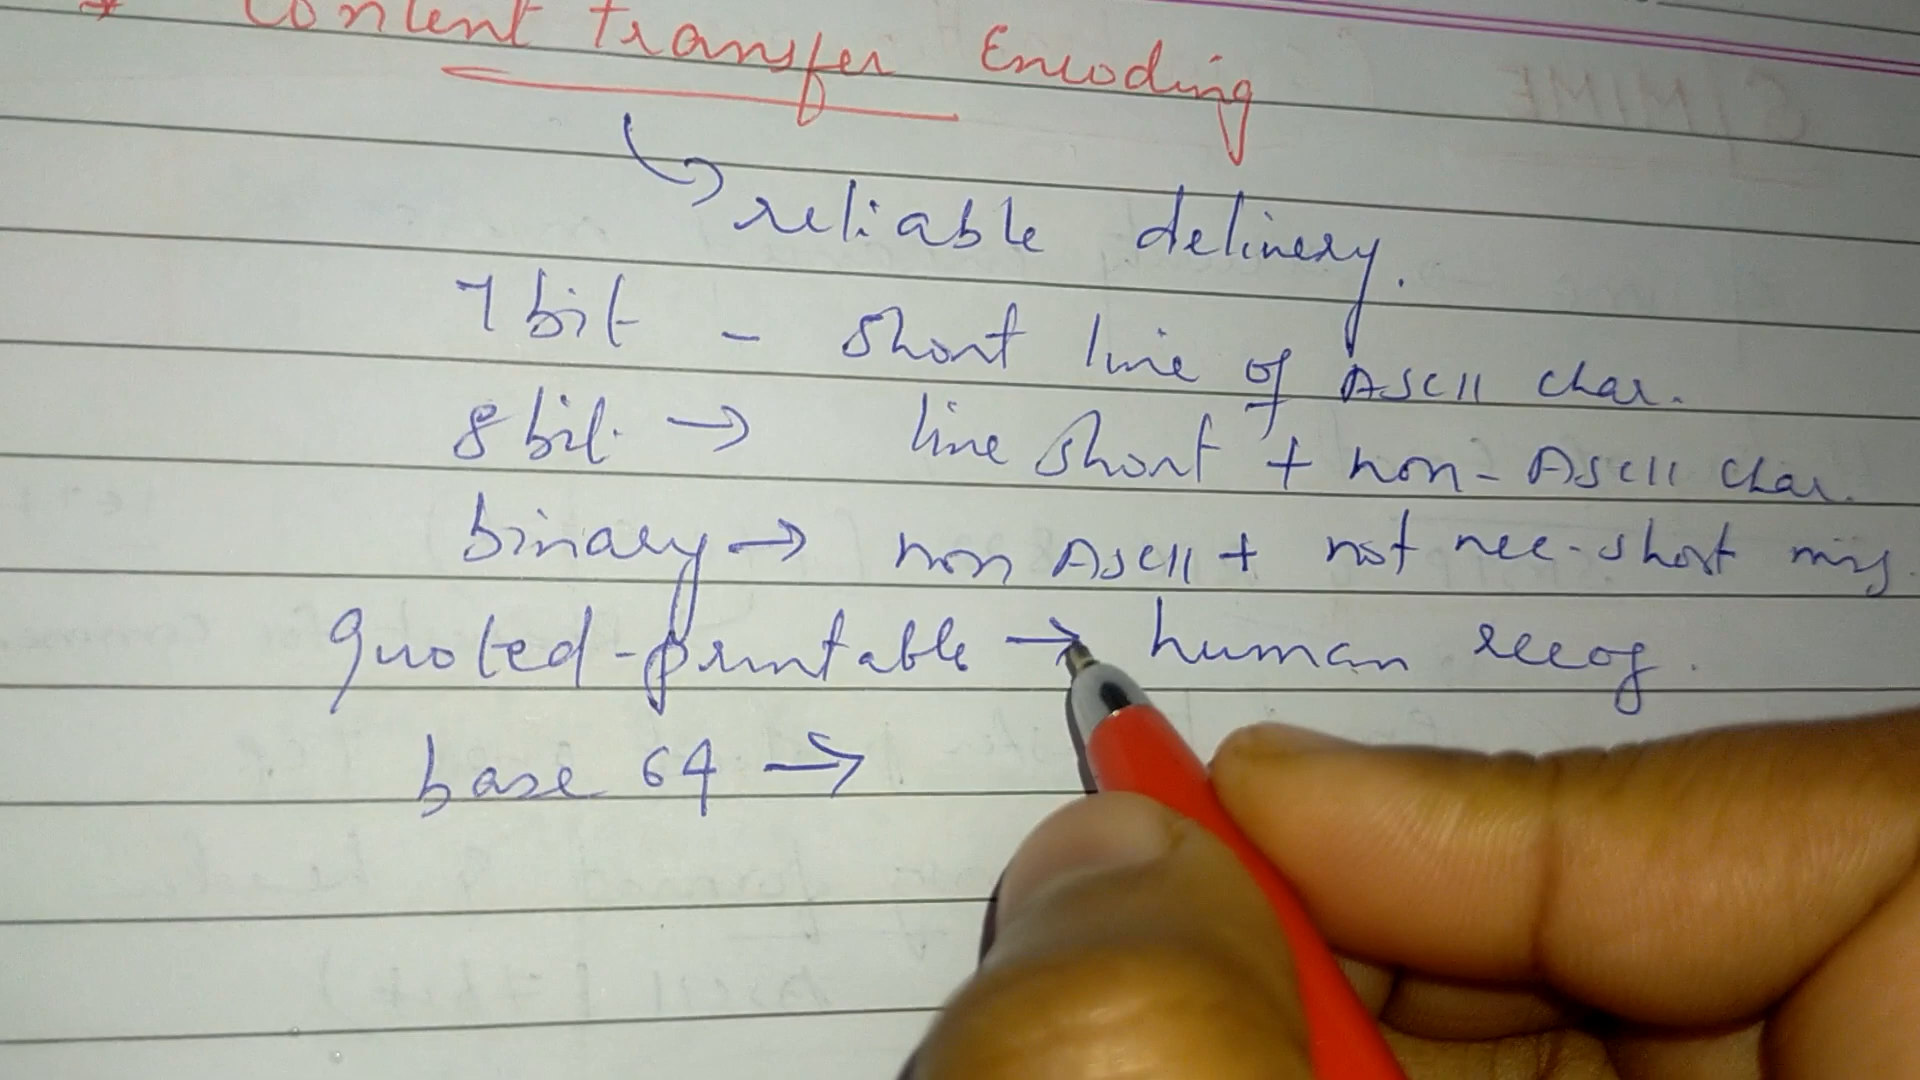 * Content Transfer Encoding
reliable delivery.
7 bit - short line of ASCII char.
8 bit. → line short + non-ASCII char.
binary → non ASCII + not nec-short msg.
quoted-printable → human recog.
base 64 →
S/MIME